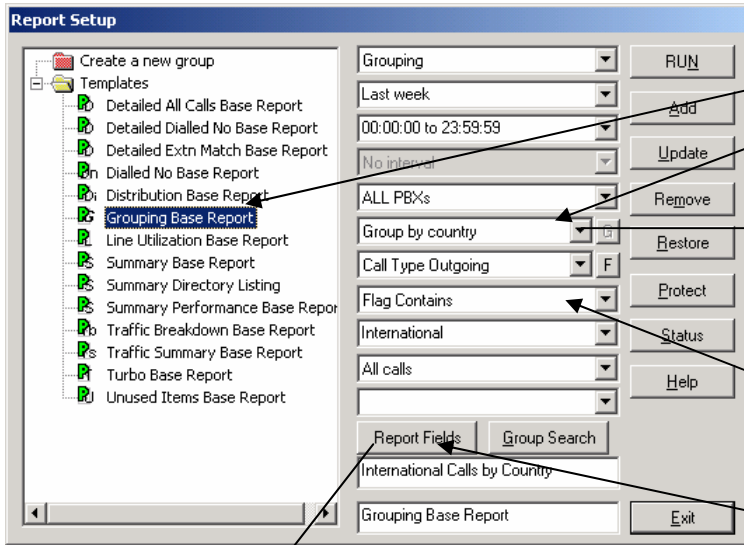 Report Setup
Create a new group
Templates
Detailed All Calls Base Report
Detailed Dialled No Base Report
Detailed Extn Match Base Report
Dialled No Base Report
Distribution Base Report
Grouping Base Report
Line Utilization Base Report
Summary Base Report
Summary Directory Listing
Summary Performance Base Repor
Traffic Breakdown Base Report
Traffic Summary Base Report
Turbo Base Report
Unused Items Base Report
Grouping
Last week
00:00:00 to 23:59:59
No interval
ALL PBXs
Group by country
G
Call Type Outgoing
F
Flag Contains
International
All calls
Report Fields
Group Search
International Calls by Country
Grouping Base Report
RUN
Add
Update
Remove
Restore
Protect
Status
Help
Exit